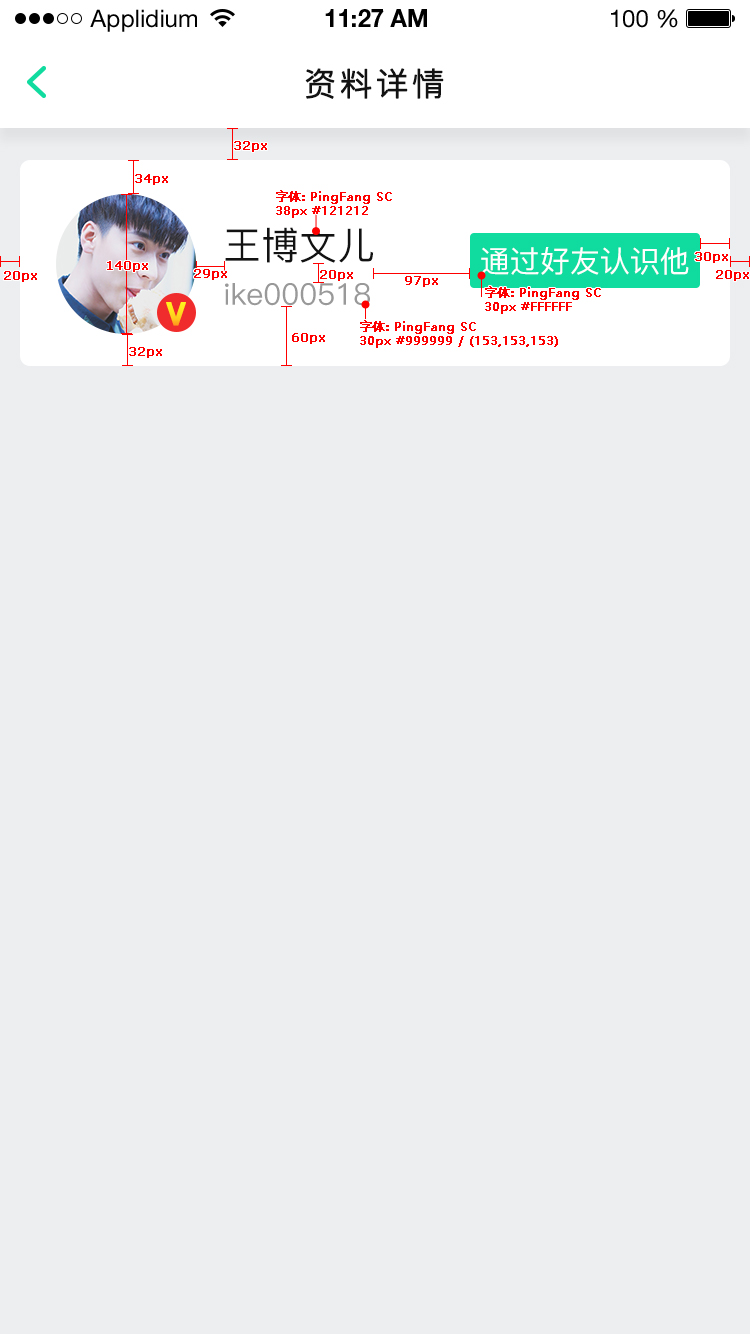 Applidium 11:27 AM 100 %
资料详情
32px
34px
字体: PingFang SC
38px #121212
王博文儿
通过好友认识他
140px
29px
20px
97px
30px
20px
20px
ike000518
字体: PingFang SC
30px #FFFFFF
字体: PingFang SC
30px #999999 / (153,153,153)
60px
32px
V